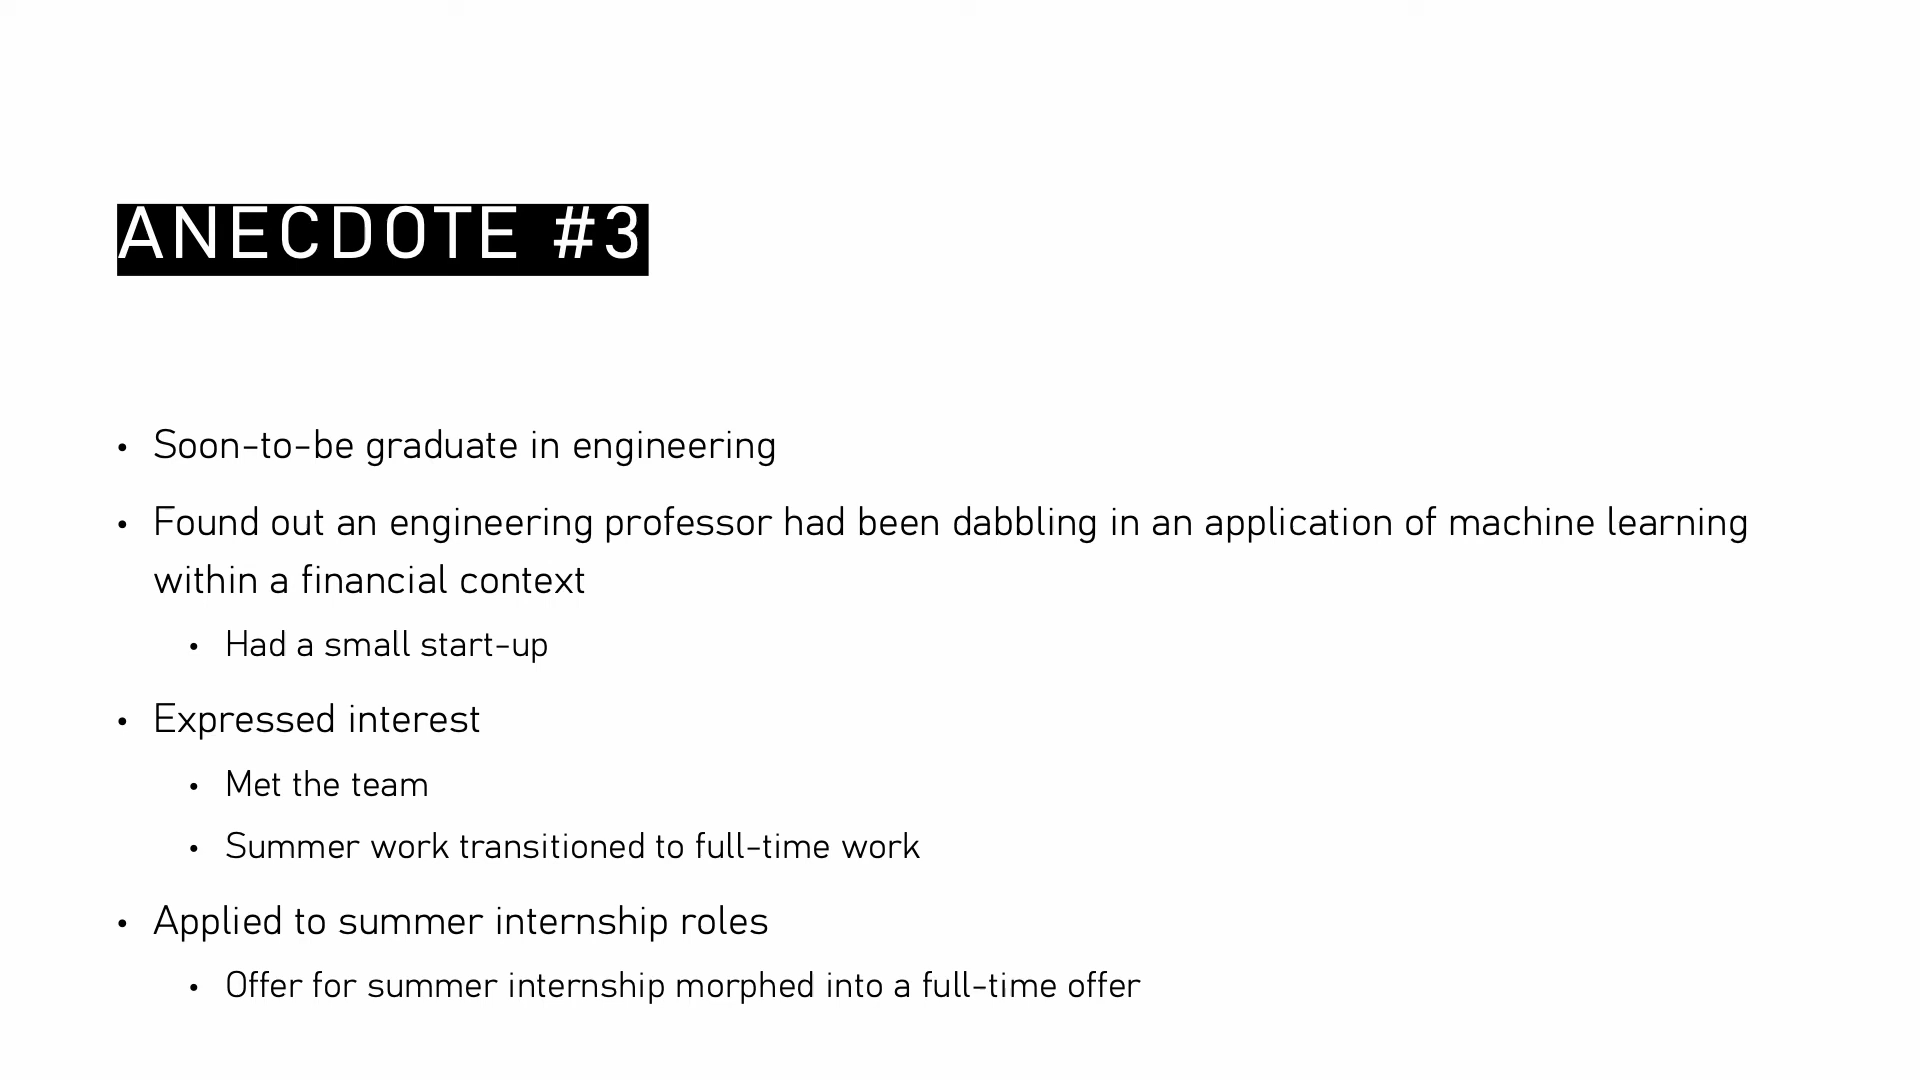 ANECDOTE #3
• Soon-to-be graduate in engineering
• Found out an engineering professor had been dabbling in an application of machine learning
within a financial context
• Had a small start-up
• Expressed interest
• Met the team
• Summer work transitioned to full-time work
• Applied to summer internship roles
• Offer for summer internship morphed into a full-time offer